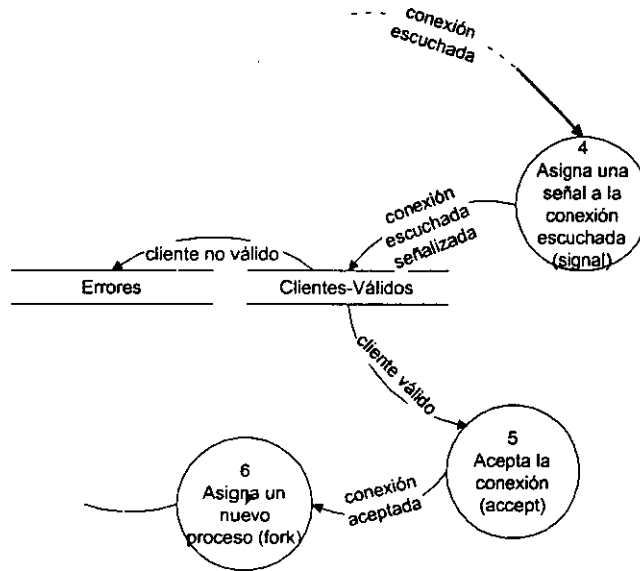 conexión
escuchada
4
Asigna una
señal a la
conexión
escuchada
(signal)
conexión
escuchada
señalizada
cliente no válido
Errores
Clientes-Válidos
cliente válido
5
Acepta la
conexión
(accept)
6
Asigna un
nuevo
proceso (fork)
conexión
aceptada